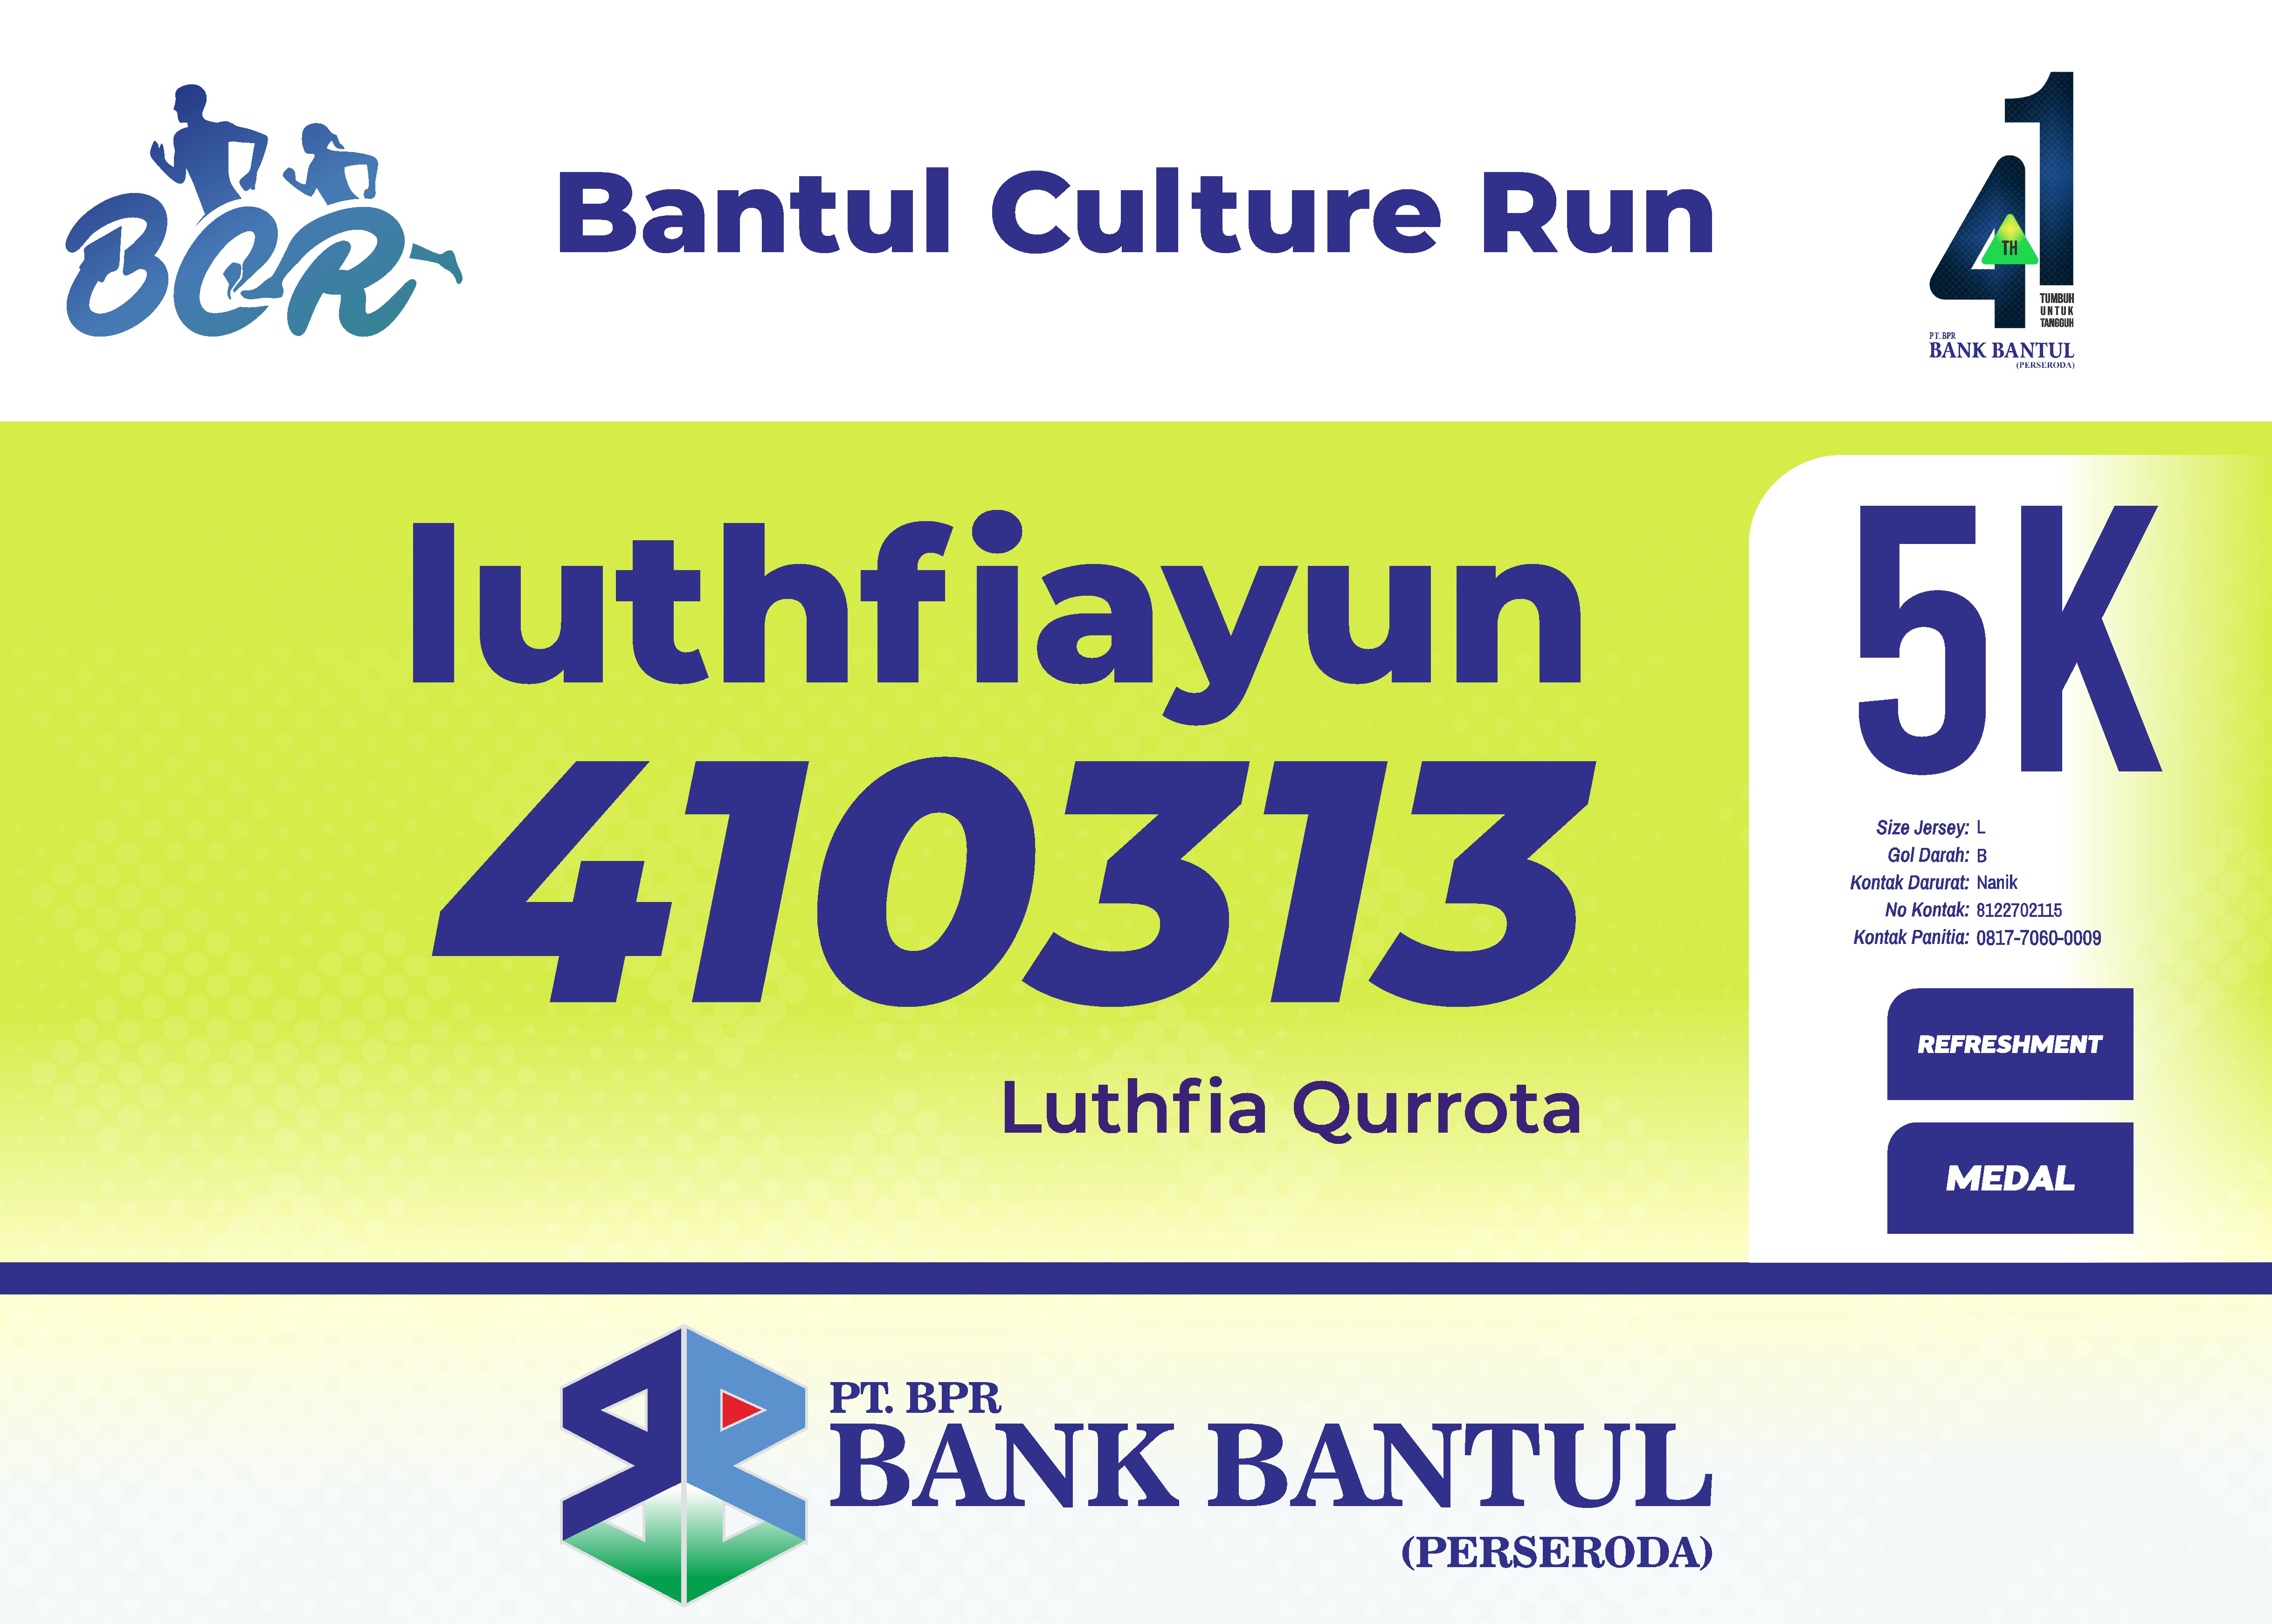 BCR
Bantul Culture Run
41
TH
TUMBUH
UNTUK
TANGGUH
PT. BPR
BANK BANTUL
(PERSERODA)
luthfiayun
410313
Luthfia Qurrota
5K
Size Jersey: L
Gol Darah: B
Kontak Darurat: Nanik
No Kontak: 8122702115
Kontak Panitia: 0817-7060-0009
REFRESHMENT
MEDAL
PT. BPR
BANK BANTUL
(PERSERODA)